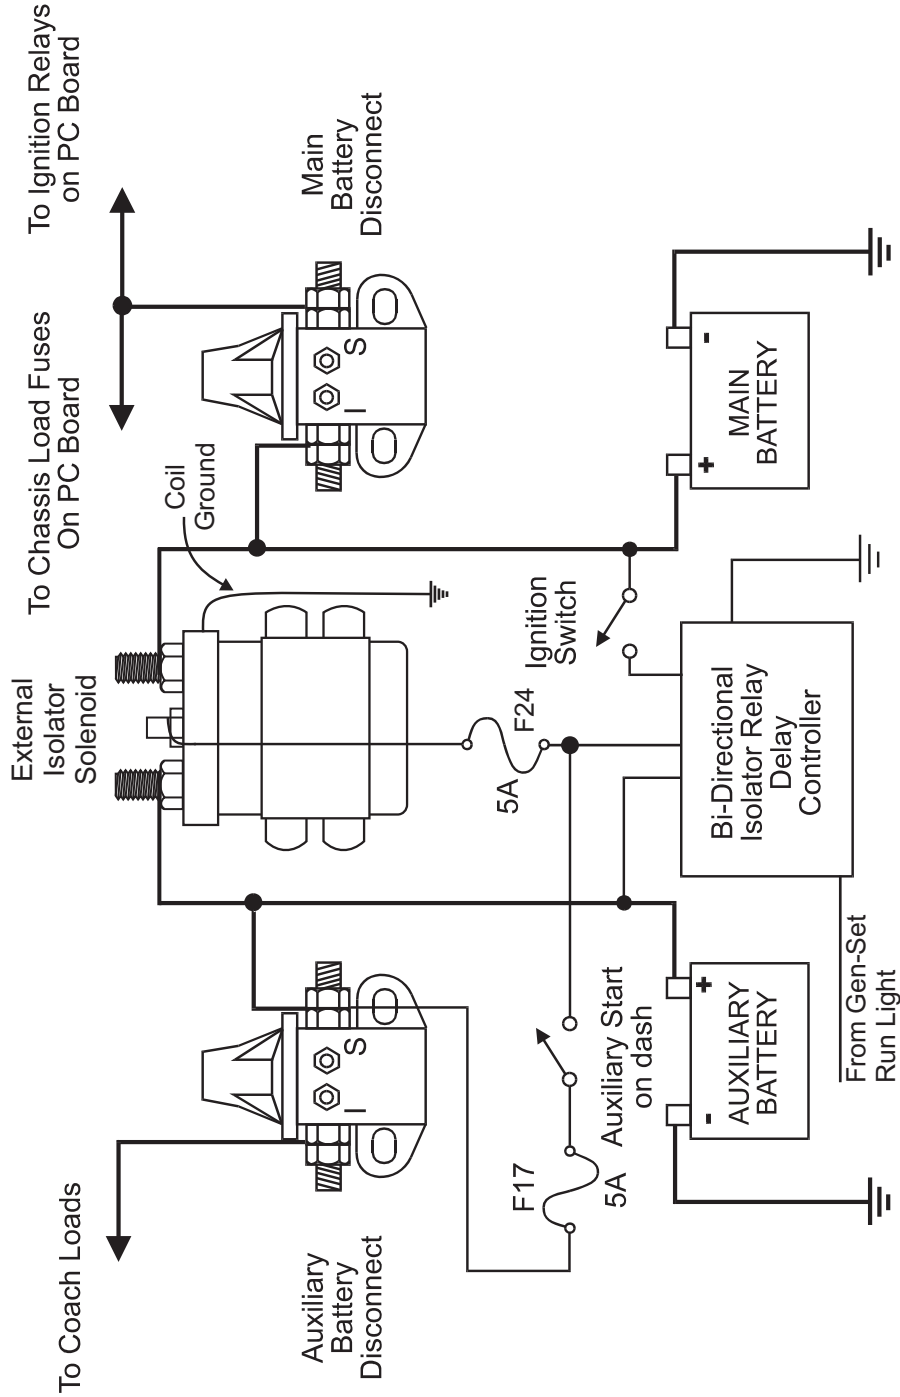 To Coach Loads
External
Isolator
Solenoid
To Chassis Load Fuses
On PC Board
To Ignition Relays
on PC Board
Coil
Ground
Auxiliary
Battery
Disconnect
I
S
I
S
Main
Battery
Disconnect
F17
5A
5A
F24
Ignition
Switch
Auxiliary Start
on dash
-
AUXILIARY
BATTERY
+
Bi-Directional
Isolator Relay
Delay
Controller
+
MAIN
BATTERY
-
From Gen-Set
Run Light